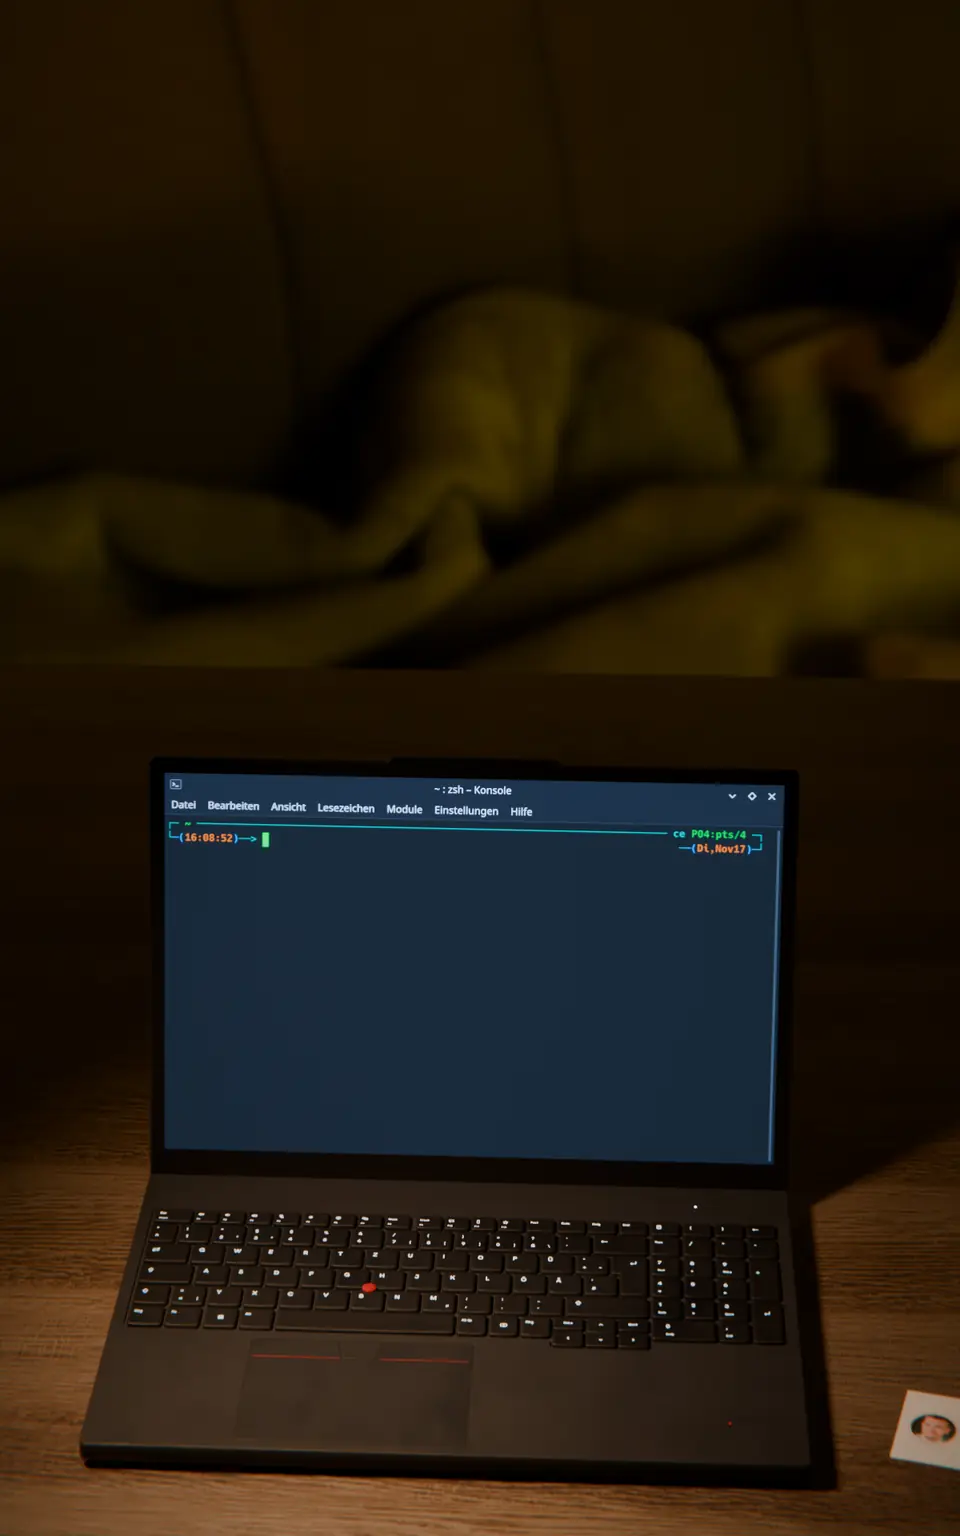 ~ : zsh – Konsole
Datei Bearbeiten Ansicht Lesezeichen Module Einstellungen Hilfe
~ ce P04:pts/4
(16:08:52)—> —(Di,Nov17)
W E R T Z U I O P Ü
A S D F G H J K L Ö Ä
Y X C V B N M